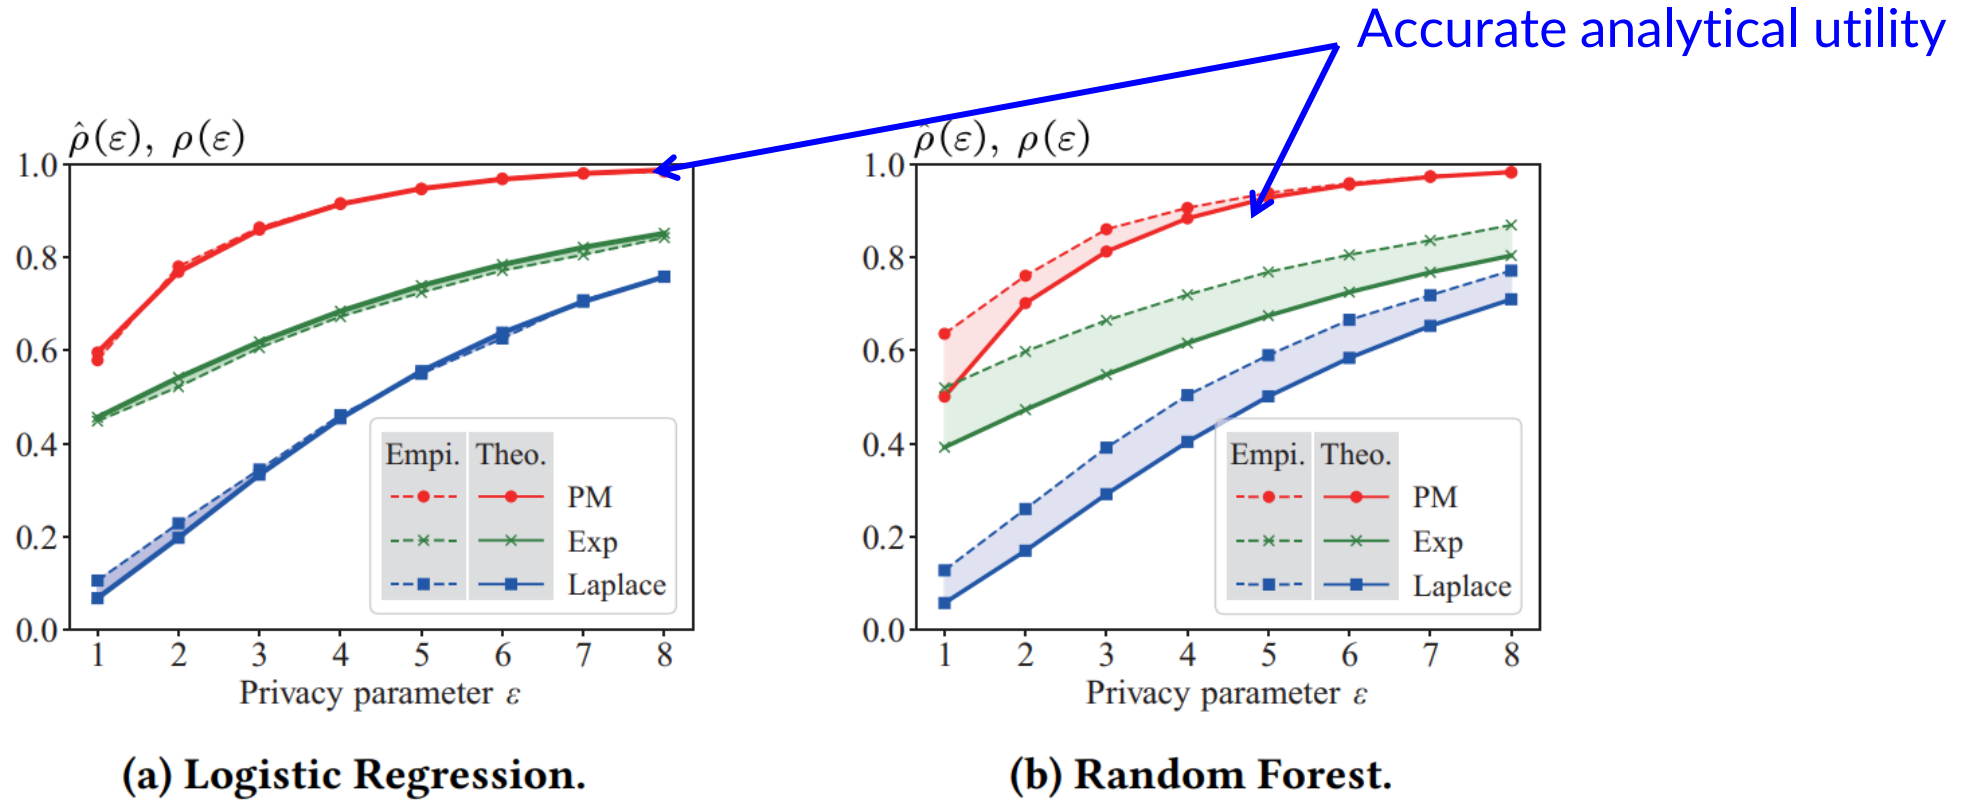 Accurate analytical utility
ρ̂(ε), ρ(ε)
1.0
0.8
0.6
0.4
0.2
0.0
Empi. Theo.
PM
Exp
Laplace
1 2 3 4 5 6 7 8
Privacy parameter ε
(a) Logistic Regression.
ρ̂(ε), ρ(ε)
1.0
0.8
0.6
0.4
0.2
0.0
Empi. Theo.
PM
Exp
Laplace
1 2 3 4 5 6 7 8
Privacy parameter ε
(b) Random Forest.